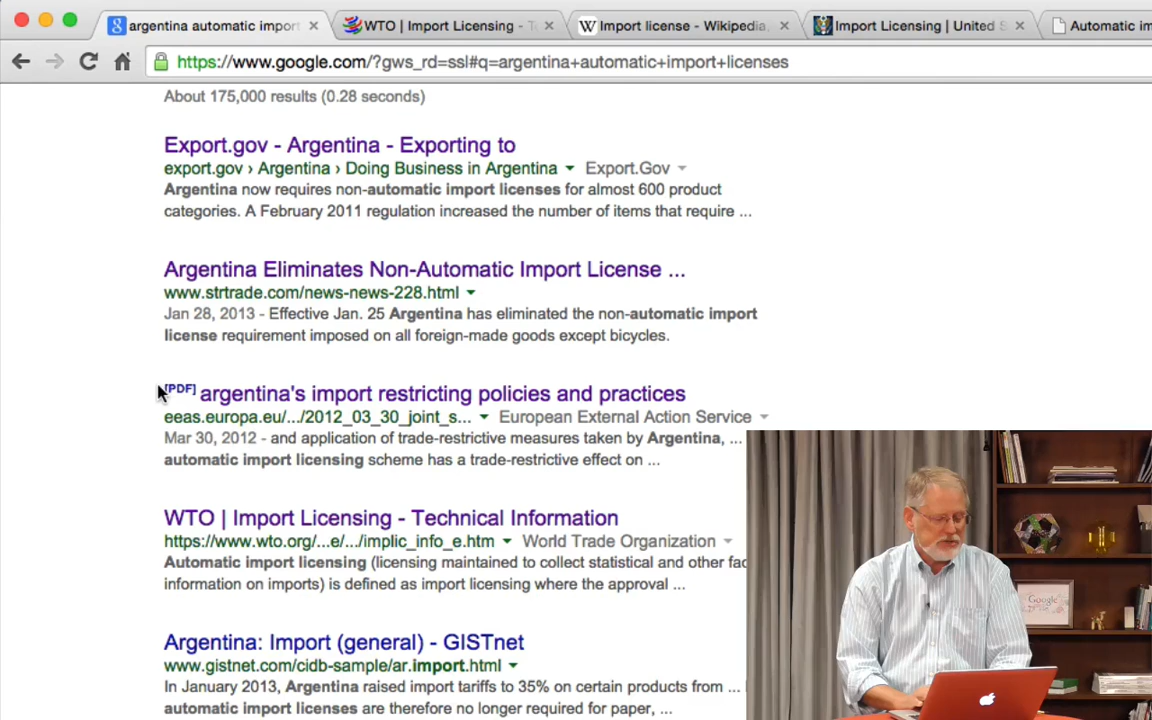 argentina automatic import
WTO | Import Licensing - T
Import license - Wikipedia,
Import Licensing | United S
Automatic im
https://www.google.com/?gws_rd=ssl#q=argentina+automatic+import+licenses
About 175,000 results (0.28 seconds)
Export.gov - Argentina - Exporting to
export.gov › Argentina › Doing Business in Argentina Export.Gov
Argentina now requires non-automatic import licenses for almost 600 product
categories. A February 2011 regulation increased the number of items that require ...
Argentina Eliminates Non-Automatic Import License ...
www.strtrade.com/news-news-228.html
Jan 28, 2013 - Effective Jan. 25 Argentina has eliminated the non-automatic import
license requirement imposed on all foreign-made goods except bicycles.
[PDF] argentina's import restricting policies and practices
eeas.europa.eu/.../2012_03_30_joint_s... European External Action Service
Mar 30, 2012 - and application of trade-restrictive measures taken by Argentina, ...
automatic import licensing scheme has a trade-restrictive effect on ...
WTO | Import Licensing - Technical Information
https://www.wto.org/...e/.../implic_info_e.htm World Trade Organization
Automatic import licensing (licensing maintained to collect statistical and other fac
information on imports) is defined as import licensing where the approval ...
Argentina: Import (general) - GISTnet
www.gistnet.com/cidb-sample/ar.import.html
In January 2013, Argentina raised import tariffs to 35% on certain products from ...
automatic import licenses are therefore no longer required for paper, ...
Google